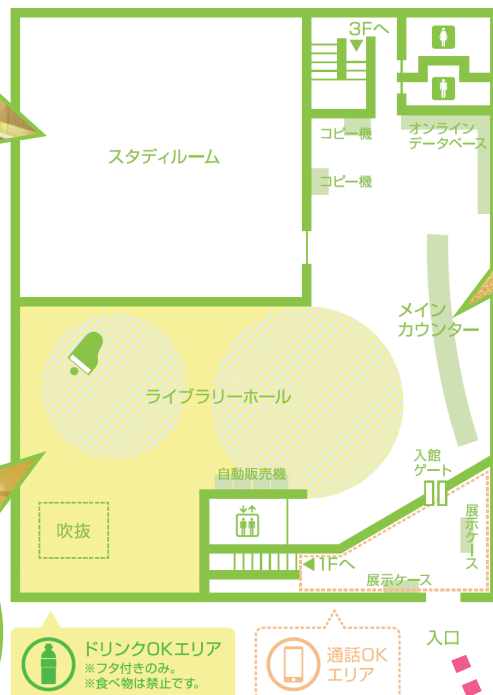 3Fへ
コピー機
オンライン
データベース
コピー機
スタディルーム
メイン
カウンター
ライブラリーホール
入館
ゲート
自動販売機
吹抜
展示ケース
1Fへ
展示ケース
入口
ドリンクOKエリア
※フタ付きのみ。
※食べ物は禁止です。
通話OK
エリア